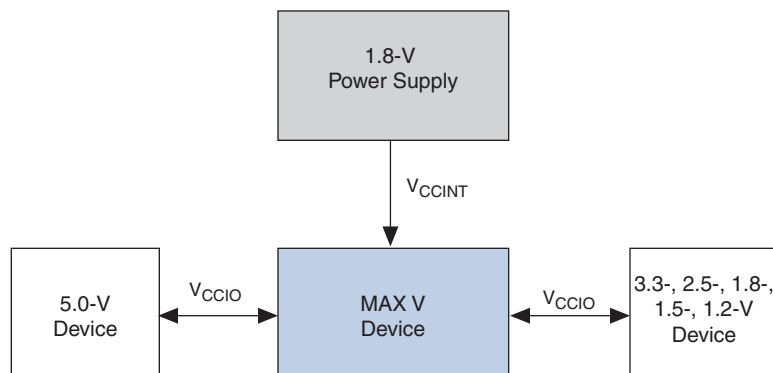 1.8-V
Power Supply
VCCINT
5.0-V
Device
VCCIO
MAX V
Device
VCCIO
3.3-, 2.5-, 1.8-,
1.5-, 1.2-V
Device